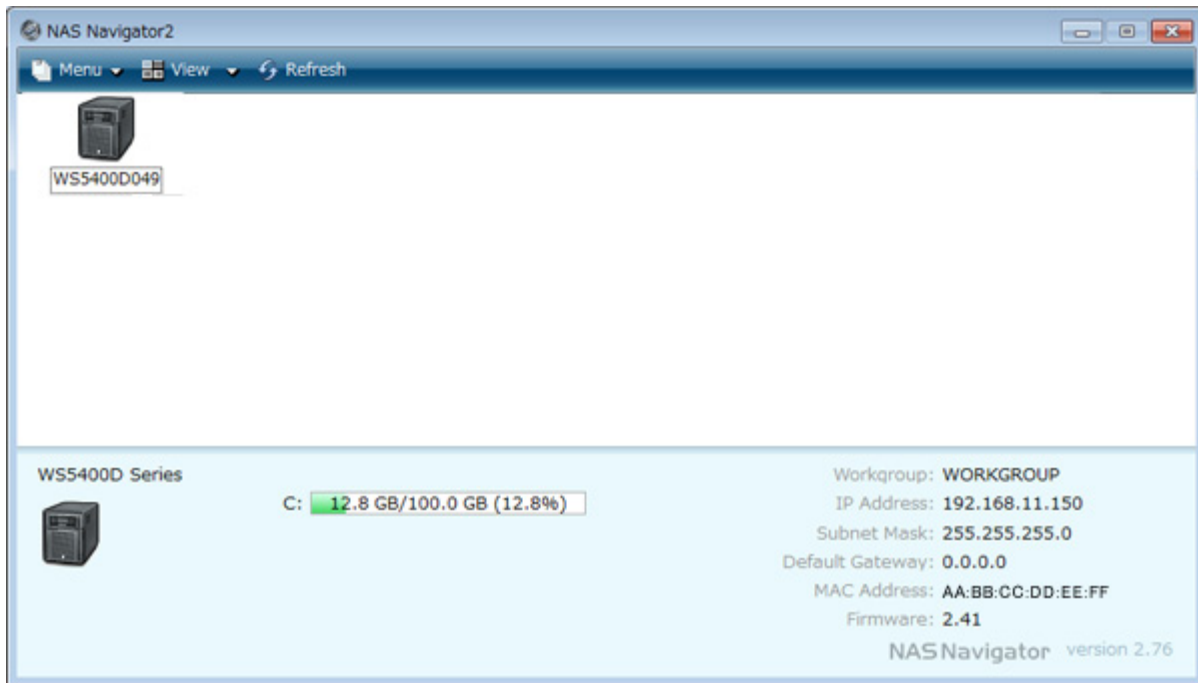 NAS Navigator2
Menu View Refresh
WS5400D049
WS5400D Series
C: 12.8 GB/100.0 GB (12.8%)
Workgroup: WORKGROUP
IP Address: 192.168.11.150
Subnet Mask: 255.255.255.0
Default Gateway: 0.0.0.0
MAC Address: AA:BB:CC:DD:EE:FF
Firmware: 2.41
NAS Navigator version 2.76